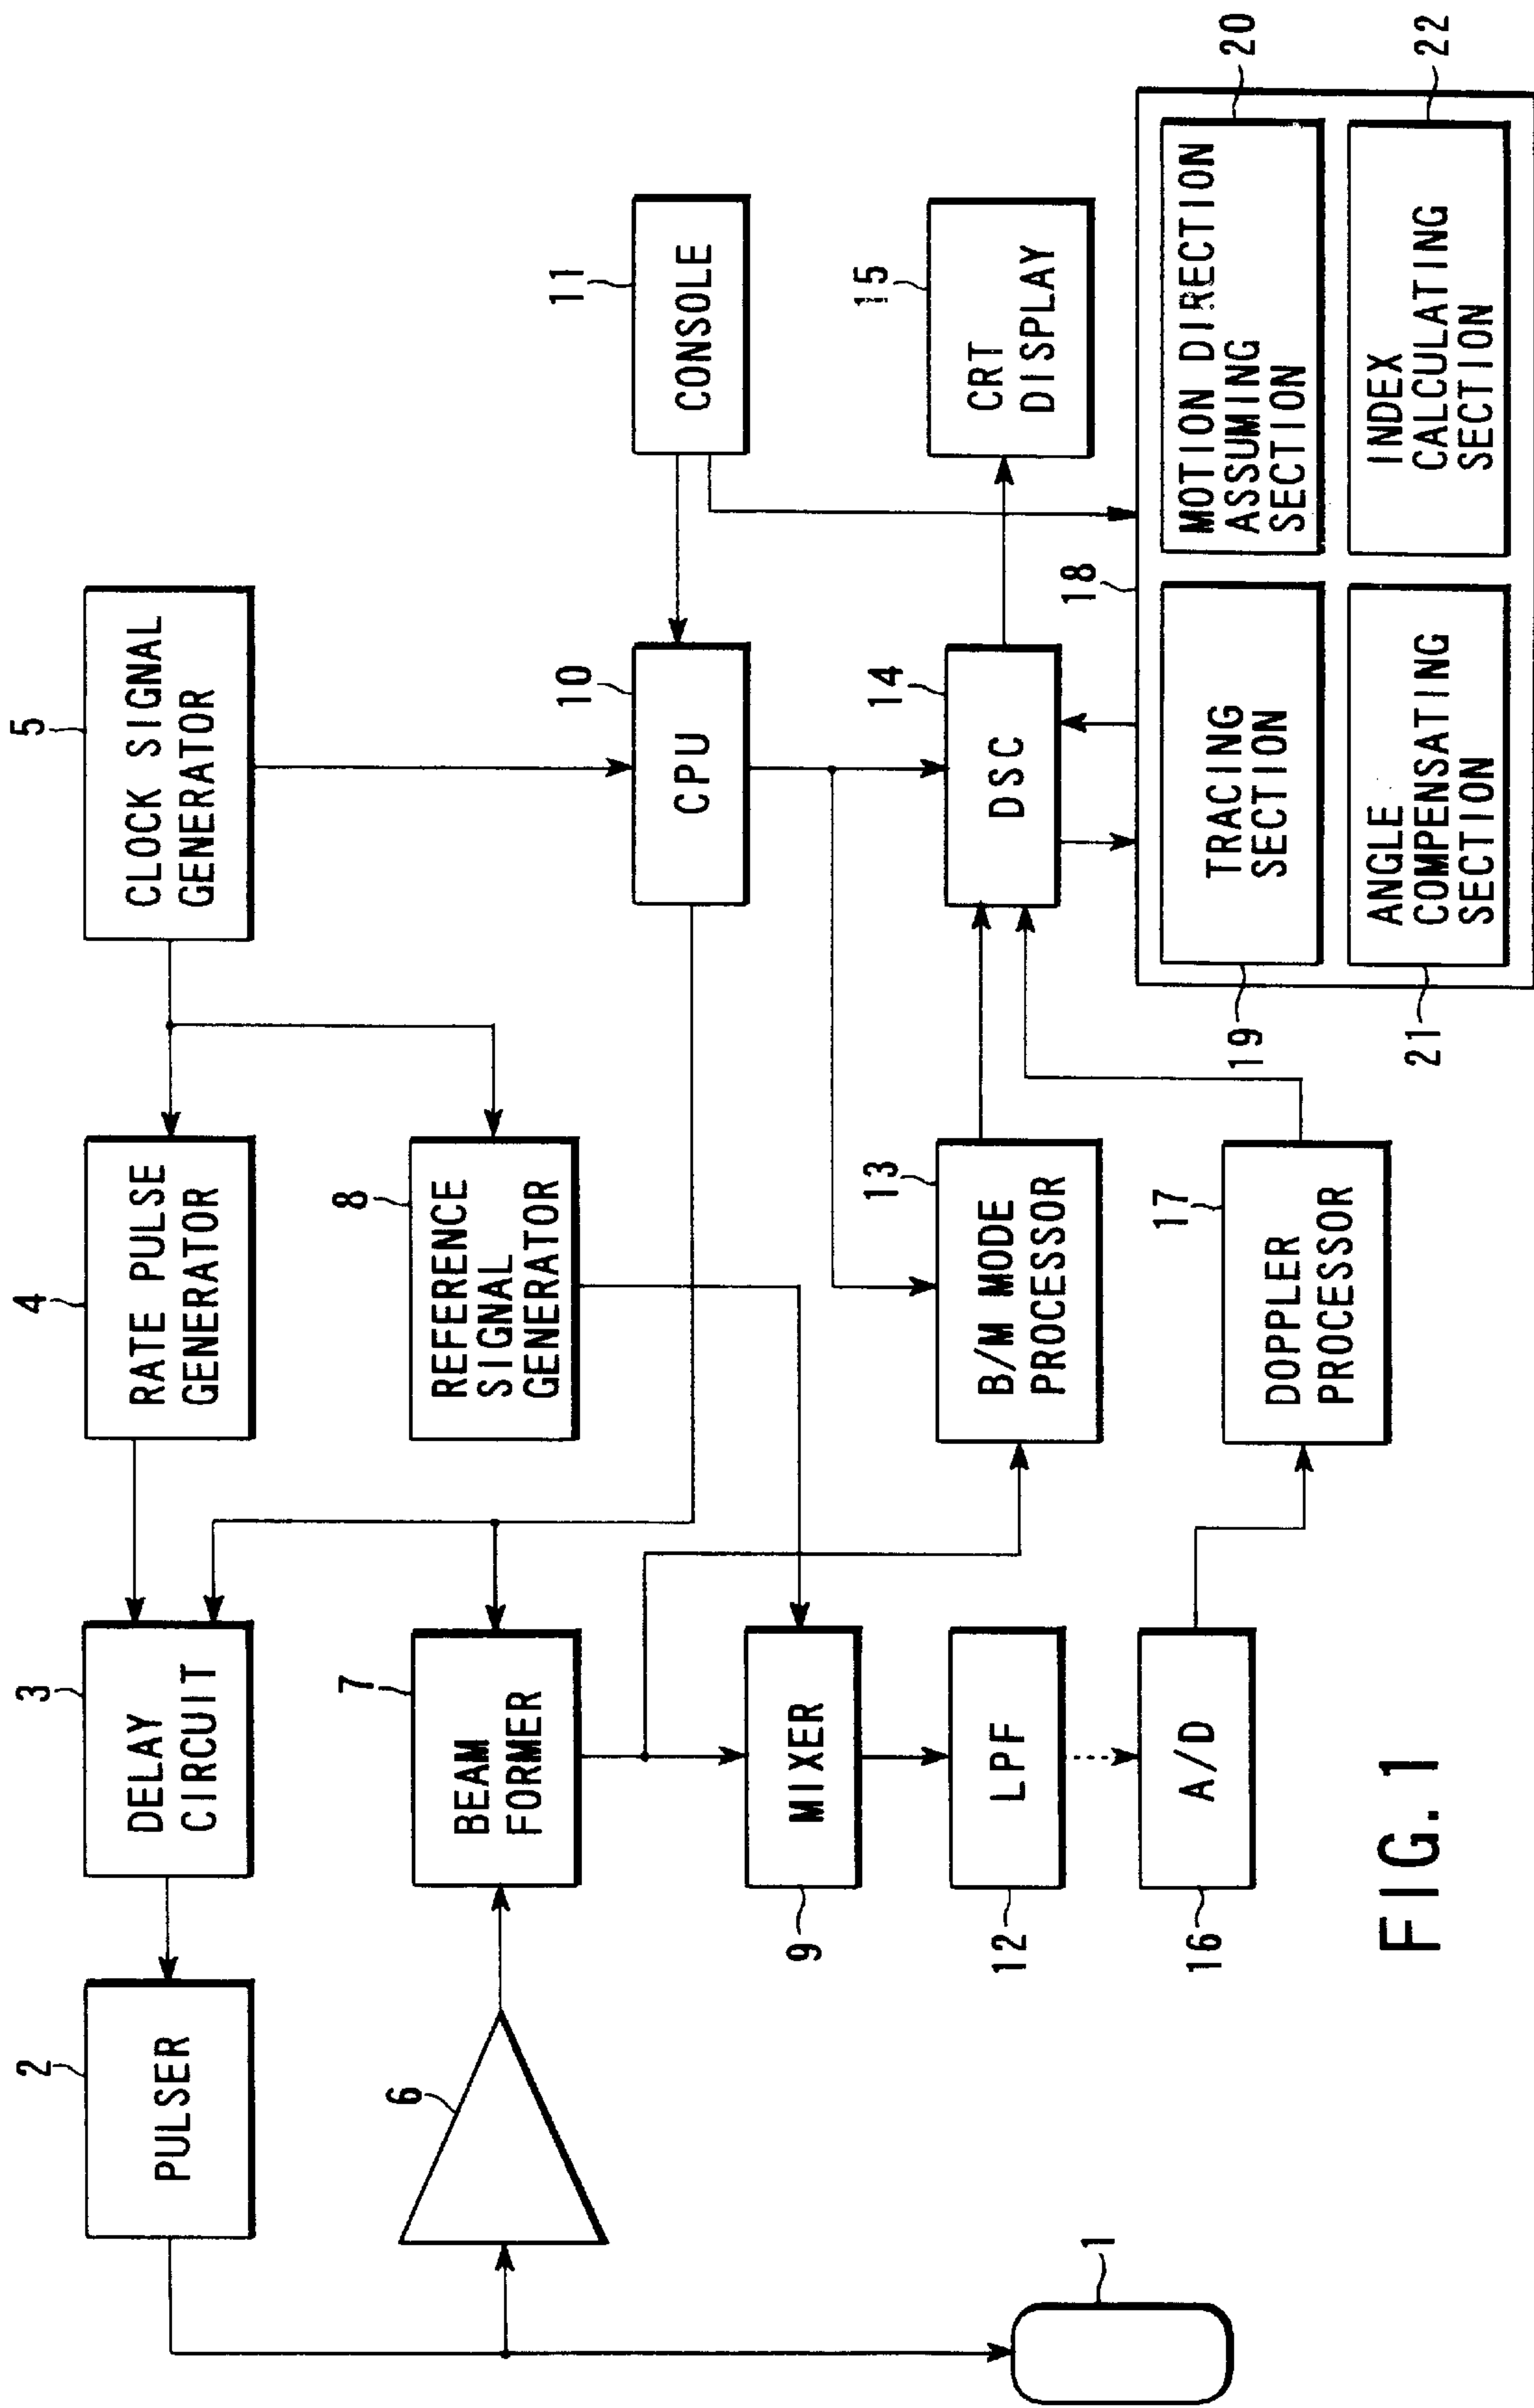 5
CLOCK SIGNAL
GENERATOR
4
RATE PULSE
GENERATOR
3
DELAY
CIRCUIT
2
PULSER
11
CONSOLE
10
CPU
8
REFERENCE
SIGNAL
GENERATOR
7
BEAM
FORMER
6
9
MIXER
15
CRT
DISPLAY
14
DSC
13
B/M MODE
PROCESSOR
12
LPF
17
DOPPLER
PROCESSOR
16
A/D
1
18
20
MOTION DIRECTION
ASSUMING
SECTION
19
TRACING
SECTION
22
INDEX
CALCULATING
SECTION
21
ANGLE
COMPENSATING
SECTION
FIG. 1